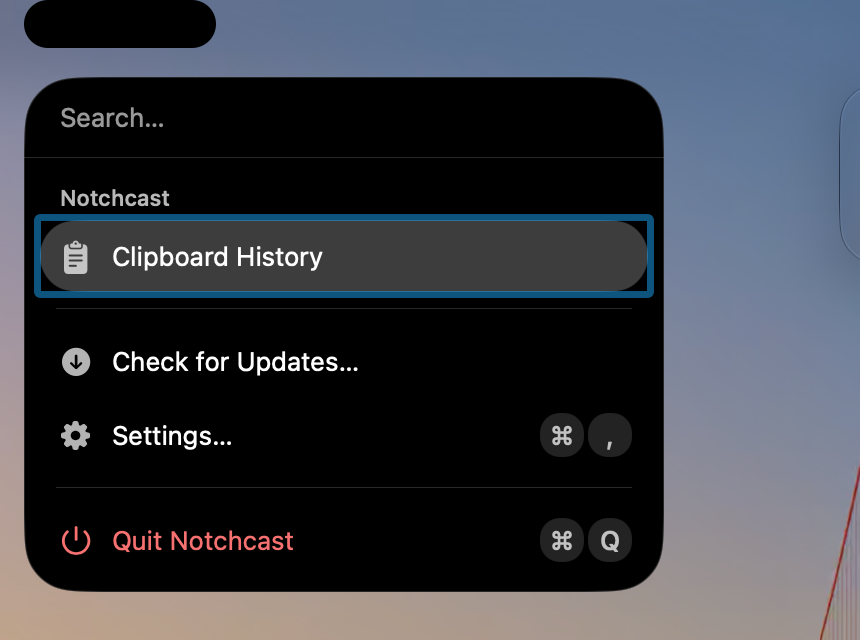 Search...
Notchcast
Clipboard History
Check for Updates...
Settings... ⌘ ,
Quit Notchcast ⌘ Q